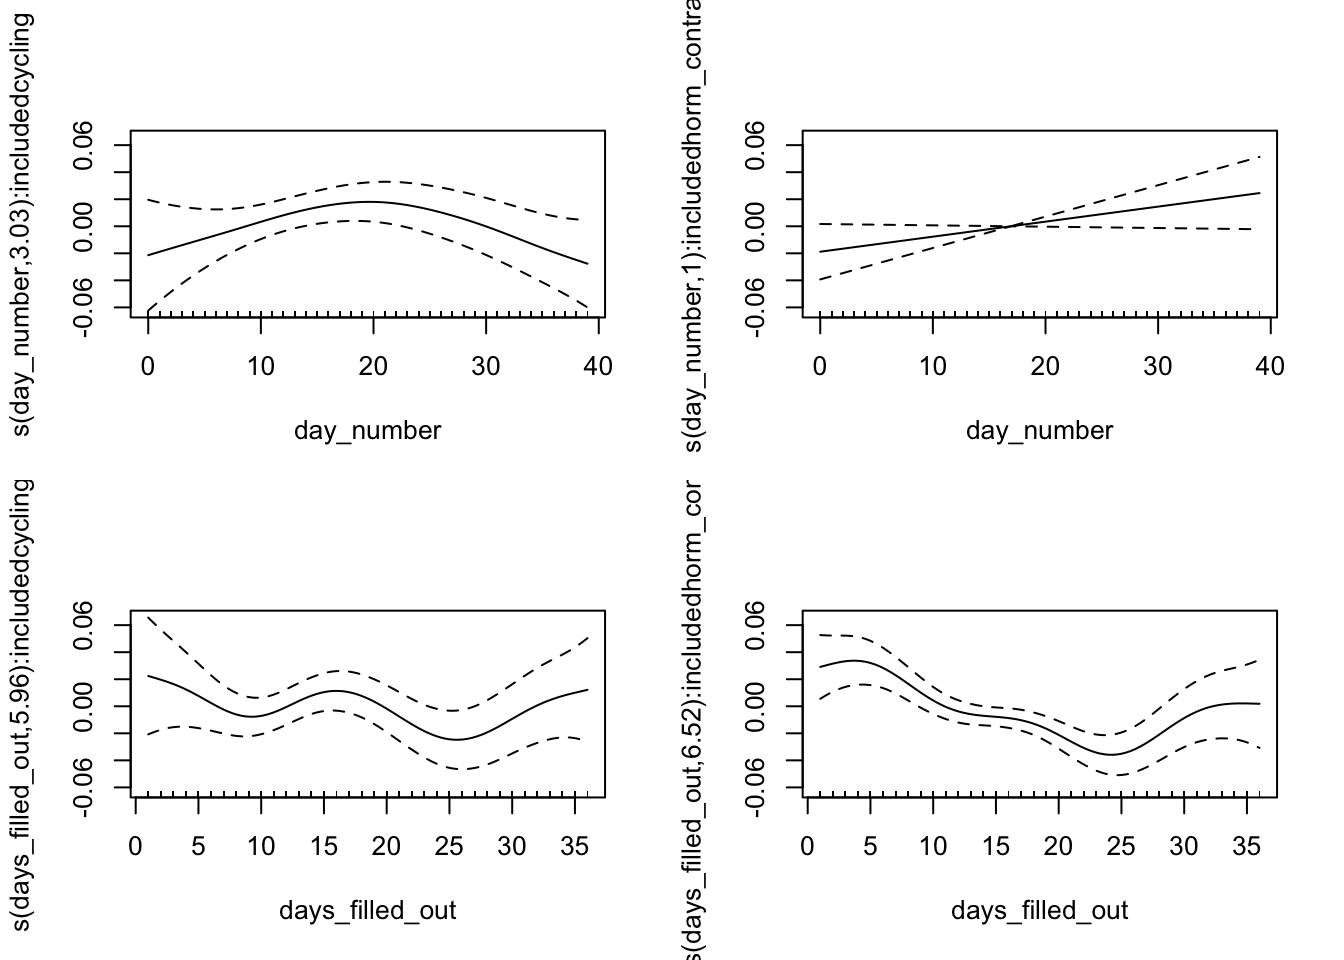 s(day_number,3.03):includedcycling
0.06
0.00
-0.06
0 10 20 30 40
day_number
s(day_number,1):includedhorm_contra
0.06
0.00
-0.06
0 10 20 30 40
day_number
s(days_filled_out,5.96):includedcycling
0.06
0.00
-0.06
0 5 10 15 20 25 30 35
days_filled_out
s(days_filled_out,6.52):includedhorm_cor
0.06
0.00
-0.06
0 5 10 15 20 25 30 35
days_filled_out